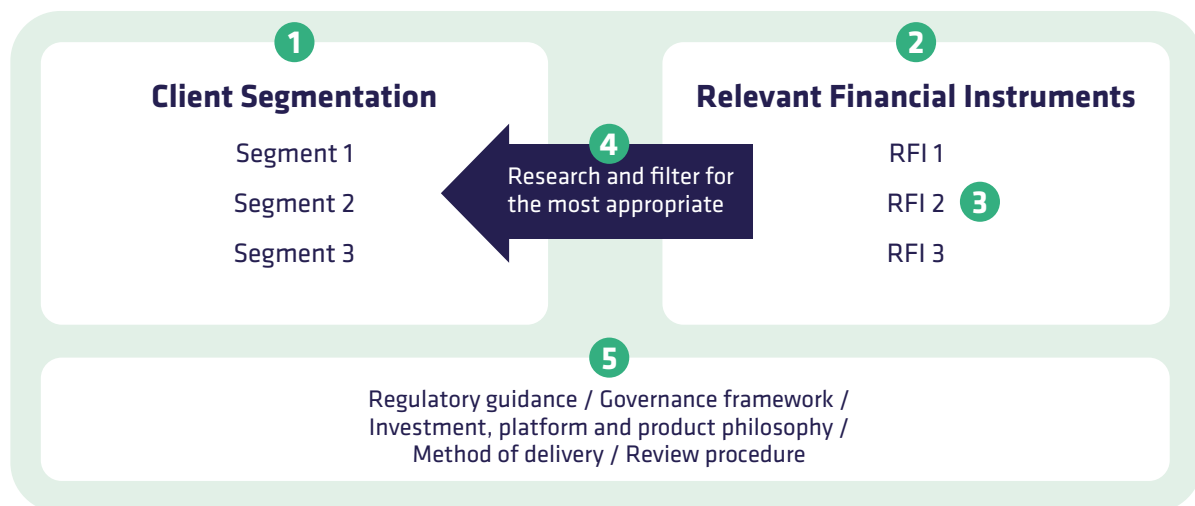 1
Client Segmentation
Segment 1
Segment 2
Segment 3
2
Relevant Financial Instruments
RFI 1
RFI 2
3
RFI 3
4
Research and filter for
the most appropriate
5
Regulatory guidance / Governance framework /
Investment, platform and product philosophy /
Method of delivery / Review procedure